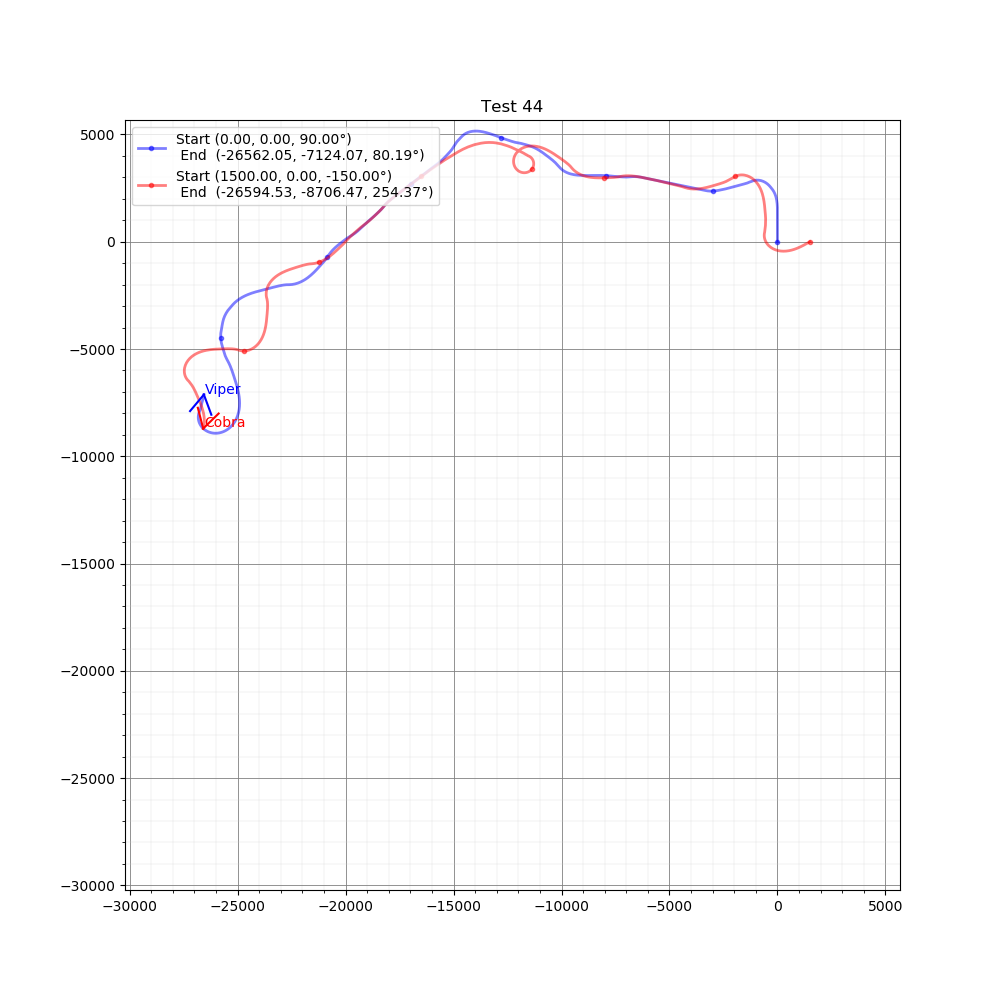 Test 44
Start (0.00, 0.00, 90.00°)
End (-26562.05, -7124.07, 80.19°)
Start (1500.00, 0.00, -150.00°)
End (-26594.53, -8706.47, 254.37°)
5000
0
−5000
−10000
−15000
−20000
−25000
−30000
Viper
Cobra
−30000 −25000 −20000 −15000 −10000 −5000 0 5000